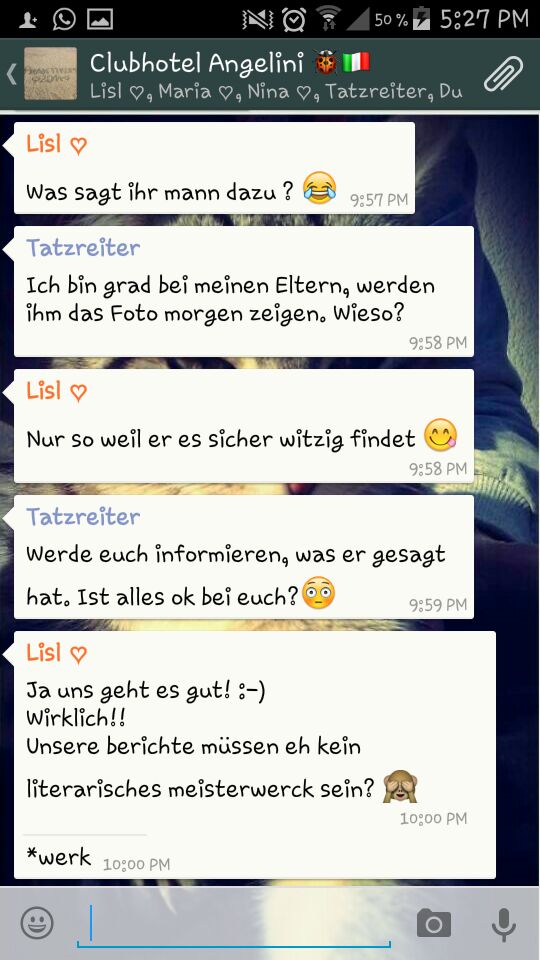 50 % 5:27 PM
Clubhotel Angelini 🐞🇮🇹
Lisl ♡, Maria ♡, Nina ♡, Tatzreiter, Du
Lisl ♡
Was sagt ihr mann dazu ? 😂 9:57 PM
Tatzreiter
Ich bin grad bei meinen Eltern, werden
ihm das Foto morgen zeigen. Wieso?
9:58 PM
Lisl ♡
Nur so weil er es sicher witzig findet 😋
9:58 PM
Tatzreiter
Werde euch informieren, was er gesagt
hat. Ist alles ok bei euch?😳 9:59 PM
Lisl ♡
Ja uns geht es gut! :-)
Wirklich!!
Unsere berichte müssen eh kein
literarisches meisterwerck sein? 🙈
10:00 PM
*werk 10:00 PM